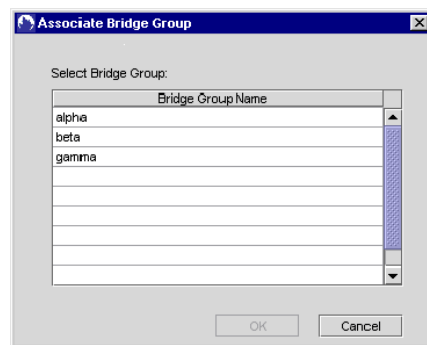 Associate Bridge Group
Select Bridge Group:
Bridge Group Name
alpha
beta
gamma
OK
Cancel